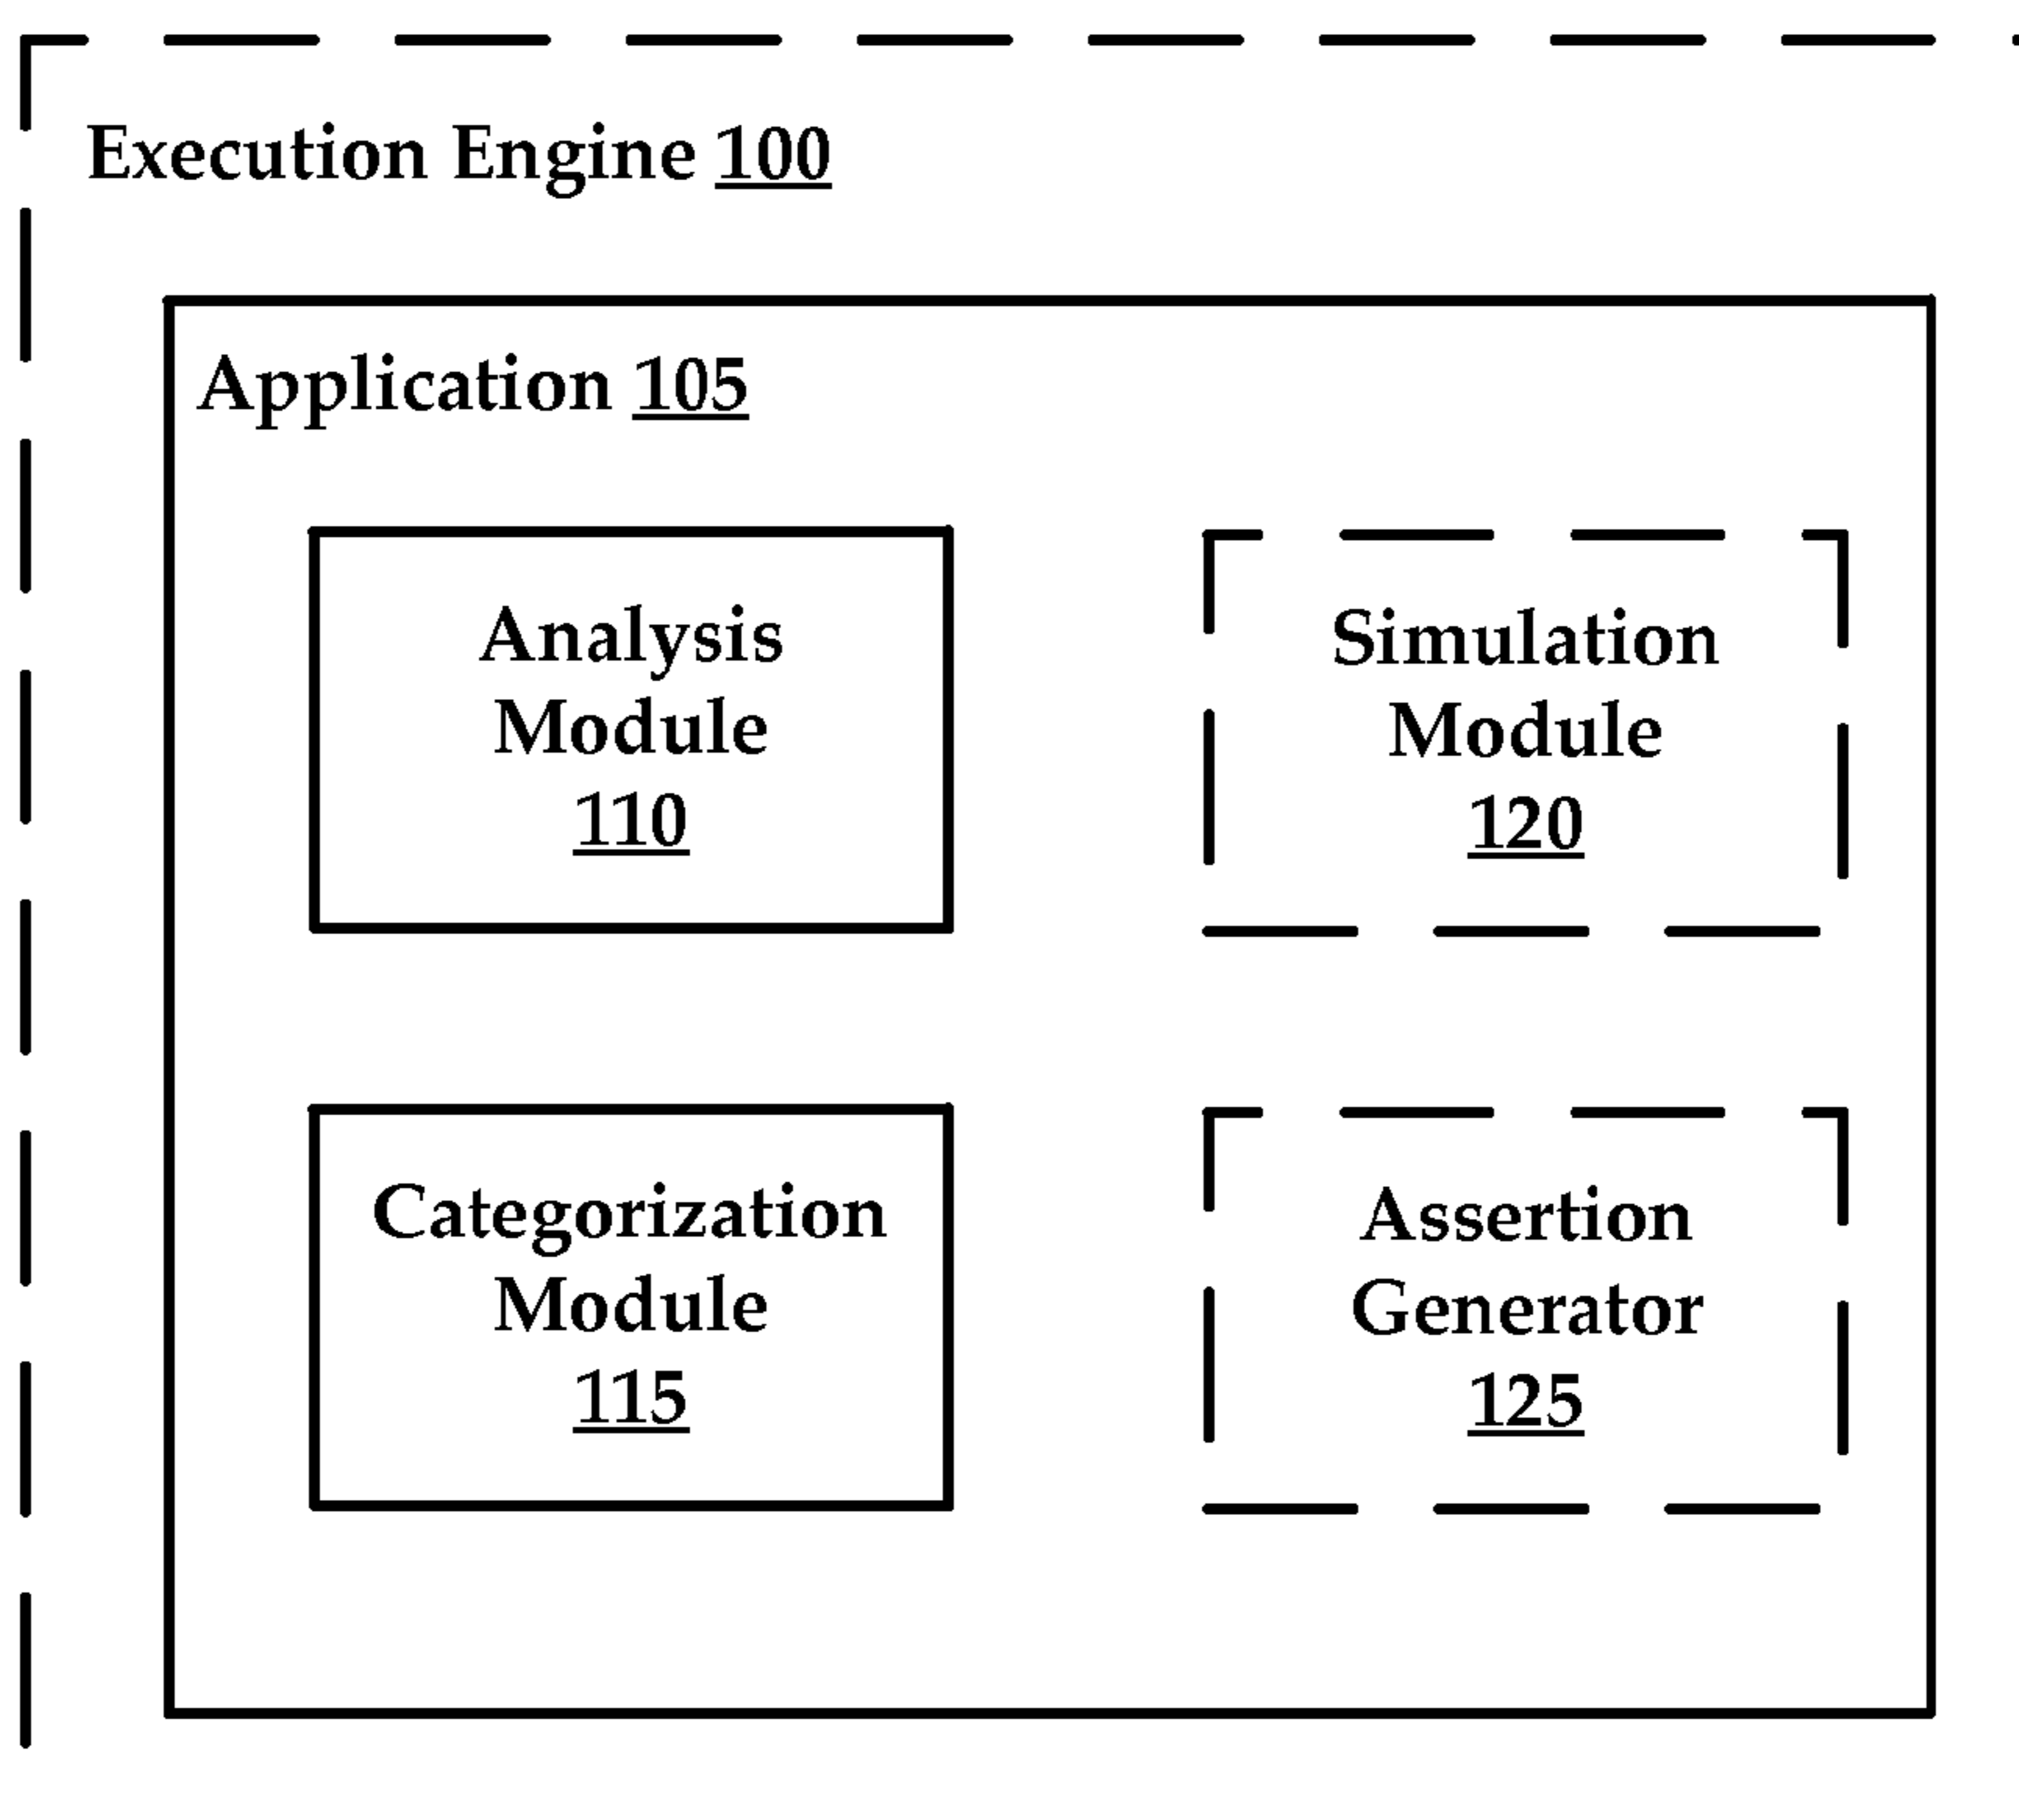 Execution Engine 100
Application 105
Analysis
Module
110
Simulation
Module
120
Categorization
Module
115
Assertion
Generator
125